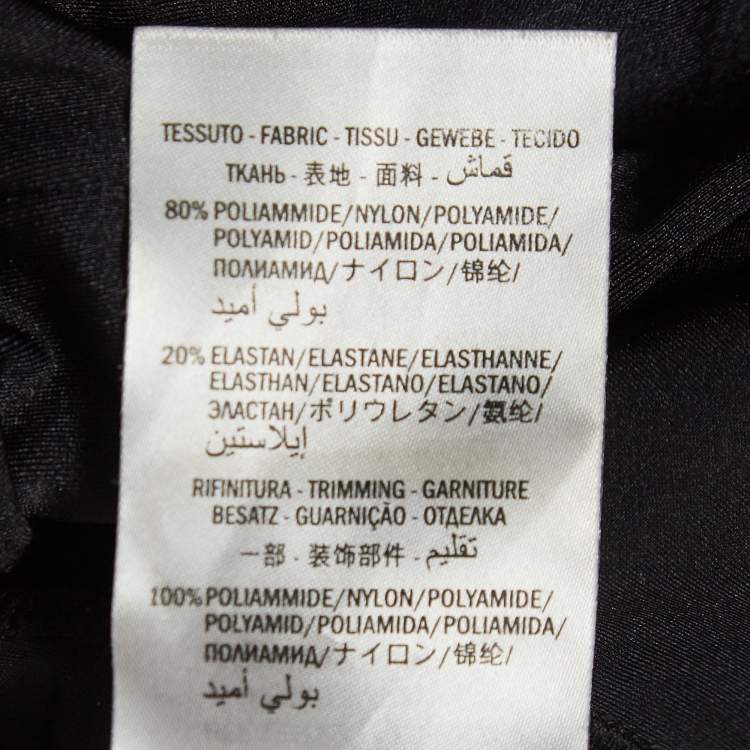 TESSUTO - FABRIC - TISSU - GEWEBE - TECIDO
ТКАНЬ - 表地 - 面料 - قماش
80% POLIAMMIDE/NYLON/POLYAMIDE/
POLYAMID/POLIAMIDA/POLIAMIDA/
ПОЛИАМИД/ナイロン/锦纶/
بولي أميد
20% ELASTAN/ELASTANE/ELASTHANNE/
ELASTHAN/ELASTANO/ELASTANO/
ЭЛАСТАН/ポリウレタン/氨纶/
إيلاستين
RIFINITURA - TRIMMING - GARNITURE
BESATZ - GUARNIÇÃO - ОТДЕЛКА
一部 - 装饰部件 - تقليم
100% POLIAMMIDE/NYLON/POLYAMIDE/
POLYAMID/POLIAMIDA/POLIAMIDA/
ПОЛИАМИД/ナイロン/锦纶/
بولي أميد